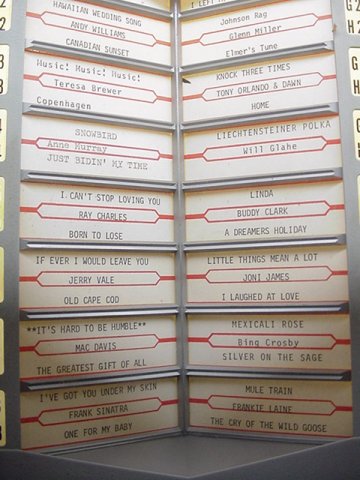 HAWAIIAN WEDDING SONG
ANDY WILLIAMS
CANADIAN SUNSET
Music! Music! Music!
Teresa Brewer
Copenhagen
SNOWBIRD
Anne Murray
JUST BIDIN' MY TIME
I CAN'T STOP LOVING YOU
RAY CHARLES
BORN TO LOSE
IF EVER I WOULD LEAVE YOU
JERRY VALE
OLD CAPE COD
**IT'S HARD TO BE HUMBLE**
MAC DAVIS
THE GREATEST GIFT OF ALL
I'VE GOT YOU UNDER MY SKIN
FRANK SINATRA
ONE FOR MY BABY
Johnson Rag
Glenn Miller
Elmer's Tune
KNOCK THREE TIMES
TONY ORLANDO & DAWN
HOME
LIECHTENSTEINER POLKA
Will Glahe
LINDA
BUDDY CLARK
A DREAMERS HOLIDAY
LITTLE THINGS MEAN A LOT
JONI JAMES
I LAUGHED AT LOVE
MEXICALI ROSE
Bing Crosby
SILVER ON THE SAGE
MULE TRAIN
FRANKIE LAINE
THE CRY OF THE WILD GOOSE